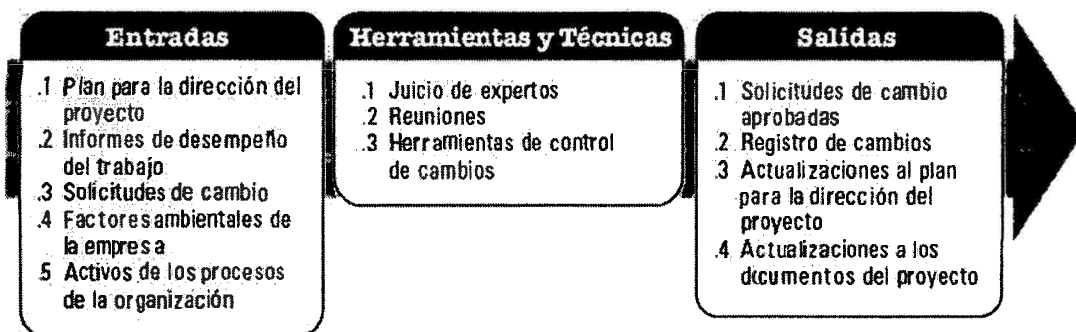 Entradas
.1 Plan para la dirección del
proyecto
.2 Informes de desempeño
del trabajo
.3 Solicitudes de cambio
.4 Factores ambientales de
la empresa
.5 Activos de los procesos
de la organización
Herramientas y Técnicas
.1 Juicio de expertos
.2 Reuniones
.3 Herramientas de control
de cambios
Salidas
.1 Solicitudes de cambio
aprobadas
.2 Registro de cambios
.3 Actualizaciones al plan
para la dirección del
proyecto
.4 Actualizaciones a los
documentos del proyecto